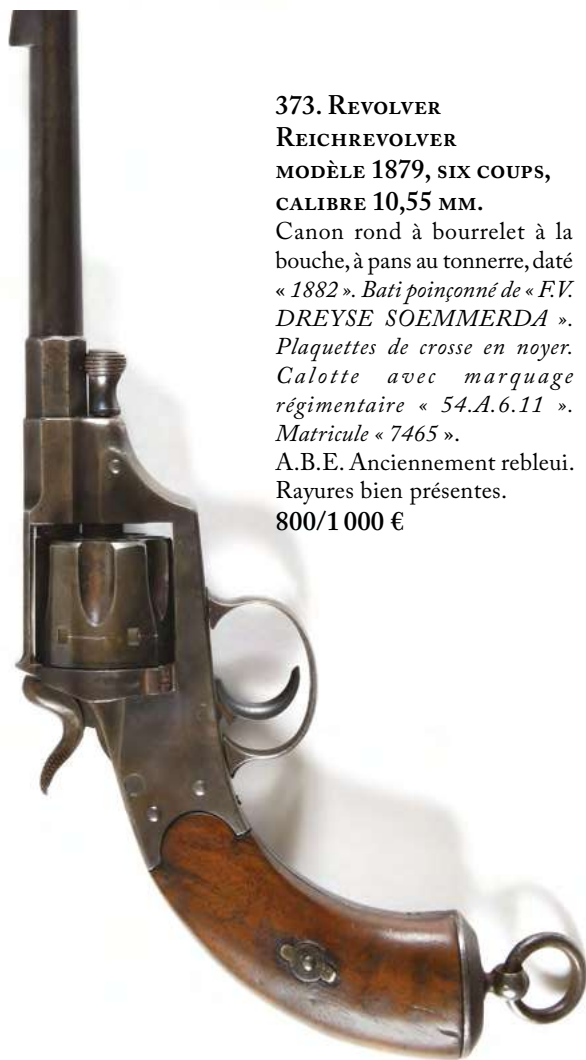 373. Revolver
Reichrevolver
modèle 1879, six coups,
calibre 10,55 mm.
Canon rond à bourrelet à la
bouche, à pans au tonnerre, daté
« 1882 ». Bati poinçonné de « F.V.
DREYSE SOEMMERDA ».
Plaquettes de crosse en noyer.
Calotte avec marquage
régimentaire « 54.A.6.11 ».
Matricule « 7465 ».
A.B.E. Anciennement rebleui.
Rayures bien présentes.
800/1 000 €